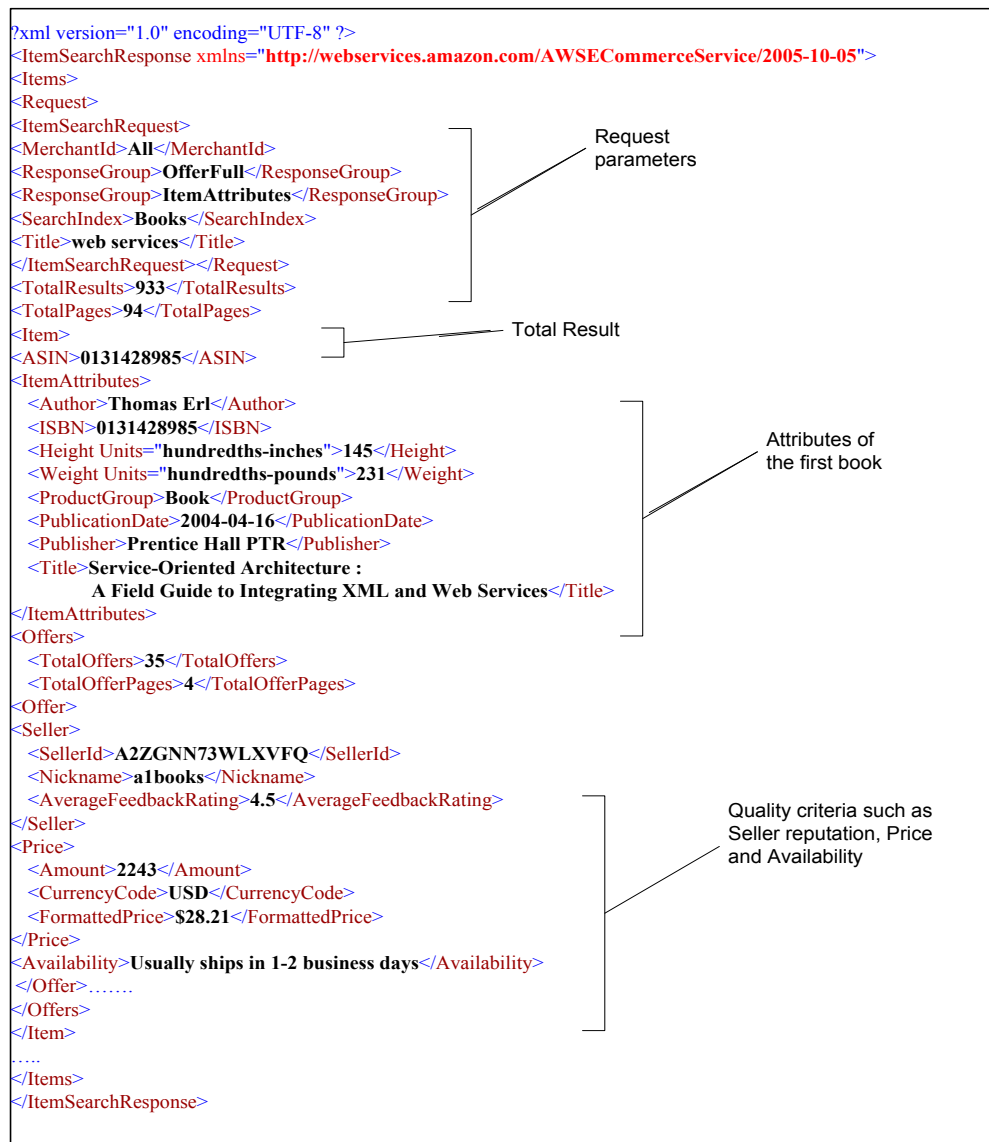 ?xml version="1.0" encoding="UTF-8" ?>
<ItemSearchResponse xmlns="http://webservices.amazon.com/AWSECommerceService/2005-10-05">
<Items>
<Request>
<ItemSearchRequest>
<MerchantId>All</MerchantId>
<ResponseGroup>OfferFull</ResponseGroup>
<ResponseGroup>ItemAttributes</ResponseGroup>
<SearchIndex>Books</SearchIndex>
<Title>web services</Title>
</ItemSearchRequest></Request>
<TotalResults>933</TotalResults>
<TotalPages>94</TotalPages>
Request
parameters
<Item>
<ASIN>0131428985</ASIN>
Total Result
<ItemAttributes>
<Author>Thomas Erl</Author>
<ISBN>0131428985</ISBN>
<Height Units="hundredths-inches">145</Height>
<Weight Units="hundredths-pounds">231</Weight>
<ProductGroup>Book</ProductGroup>
<PublicationDate>2004-04-16</PublicationDate>
<Publisher>Prentice Hall PTR</Publisher>
<Title>Service-Oriented Architecture :
A Field Guide to Integrating XML and Web Services</Title>
</ItemAttributes>
Attributes of
the first book
<Offers>
<TotalOffers>35</TotalOffers>
<TotalOfferPages>4</TotalOfferPages>
<Offer>
<Seller>
<SellerId>A2ZGNN73WLXVFQ</SellerId>
<Nickname>a1books</Nickname>
<AverageFeedbackRating>4.5</AverageFeedbackRating>
</Seller>
<Price>
<Amount>2243</Amount>
<CurrencyCode>USD</CurrencyCode>
<FormattedPrice>$28.21</FormattedPrice>
</Price>
<Availability>Usually ships in 1-2 business days</Availability>
</Offer>…….
</Offers>
</Item>
Quality criteria such as
Seller reputation, Price
and Availability
…..
</Items>
</ItemSearchResponse>